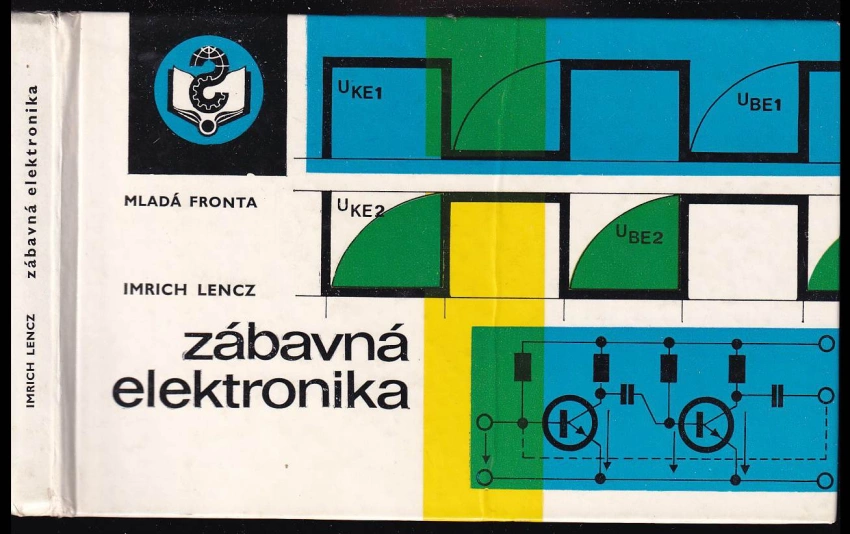 IMRICH LENCZ zábavná elektronika
MLADÁ FRONTA
IMRICH LENCZ
zábavná
elektronika
UKE1
UBE1
UKE2
UBE2